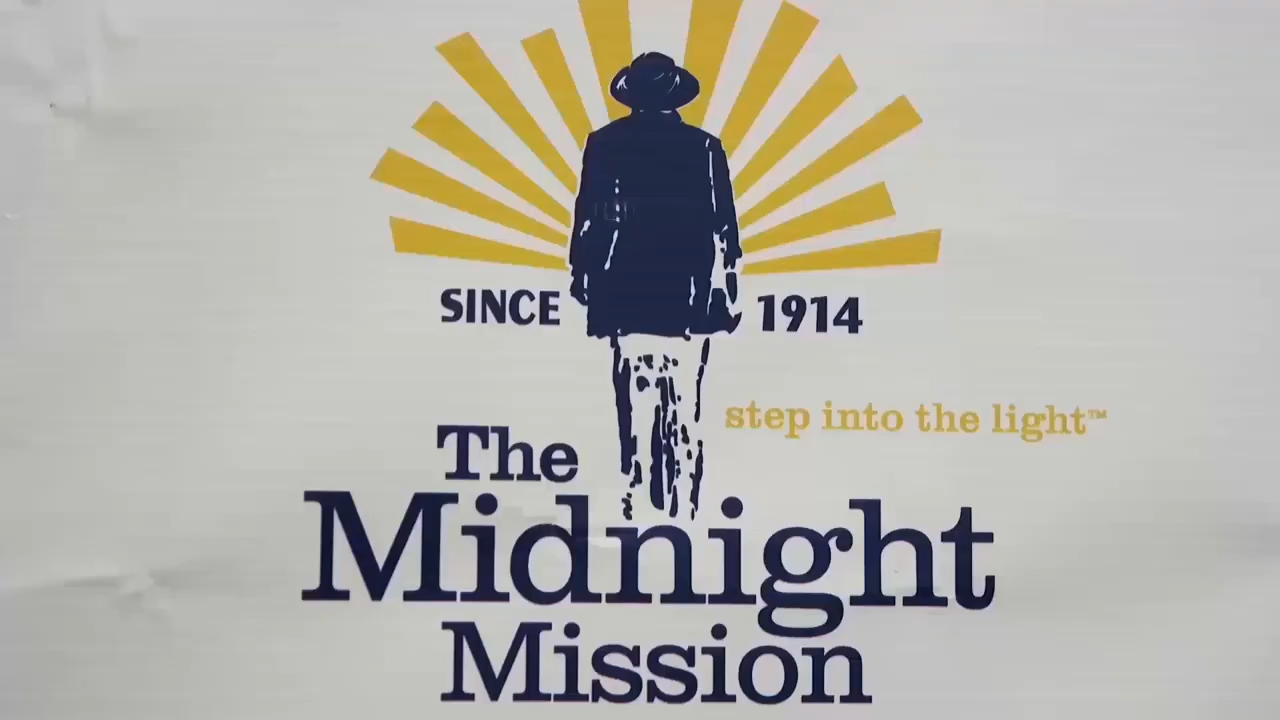 SINCE 1914
step into the light™
The
Midnight
Mission